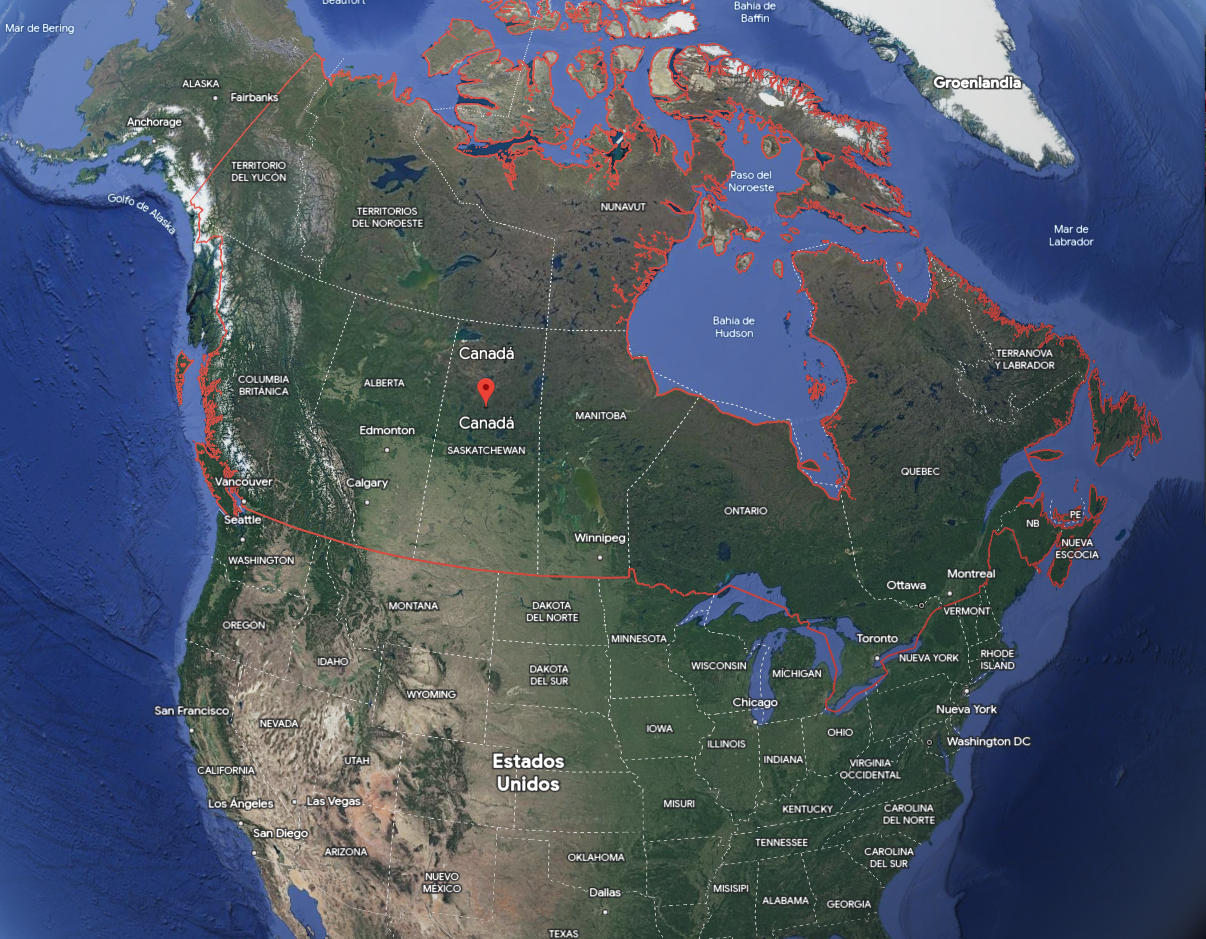 Beaufort
Mar de Bering
Bahía de
Baffin
Groenlandia
ALASKA
Fairbanks
Anchorage
TERRITORIO
DEL YUCÓN
Golfo de Alaska
TERRITORIOS
DEL NOROESTE
NUNAVUT
Paso del
Noroeste
Mar de
Labrador
Bahía de
Hudson
Canadá
TERRANOVA
Y LABRADOR
COLUMBIA
BRITÁNICA
ALBERTA
Canadá
MANITOBA
Edmonton
SASKATCHEWAN
QUEBEC
Vancouver
Calgary
ONTARIO
PE
NB
Seattle
Winnipeg
NUEVA
ESCOCIA
WASHINGTON
Montreal
Ottawa
MONTANA
DAKOTA
DEL NORTE
VERMONT
OREGÓN
MINNESOTA
Toronto
IDAHO
WISCONSIN
NUEVA YORK
RHODE
ISLAND
DAKOTA
DEL SUR
MÍCHIGAN
WYOMING
Chicago
San Francisco
Nueva York
NEVADA
IOWA
OHIO
ILLINOIS
Washington DC
UTAH
Estados
Unidos
INDIANA
VIRGINIA
OCCIDENTAL
CALIFORNIA
Los Ángeles
Las Vegas
MISURI
KENTUCKY
CAROLINA
DEL NORTE
San Diego
TENNESSEE
ARIZONA
OKLAHOMA
CAROLINA
DEL SUR
NUEVO
MÉXICO
Dallas
MISISIPI
ALABAMA
GEORGIA
TEXAS